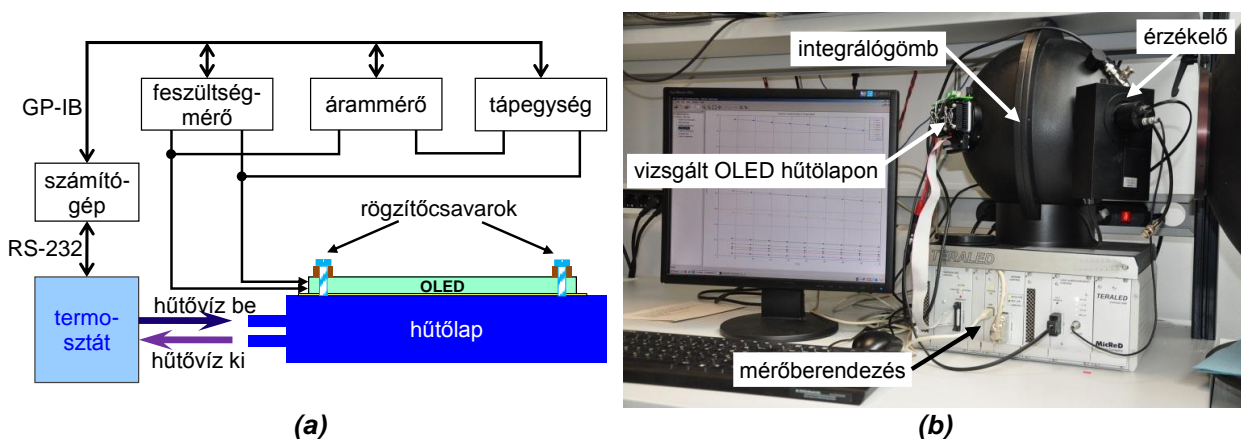 GP-IB
feszültség-
mérő
árammérő
tápegység
számító-
gép
RS-232
rögzítőcsavarok
OLED
termo-
sztát
hűtővíz be
hűtővíz ki
hűtőlap
(a)
integrálógömb
érzékelő
vizsgált OLED hűtölapon
mérőberendezés
TERALED
TERALED
MicReD
(b)